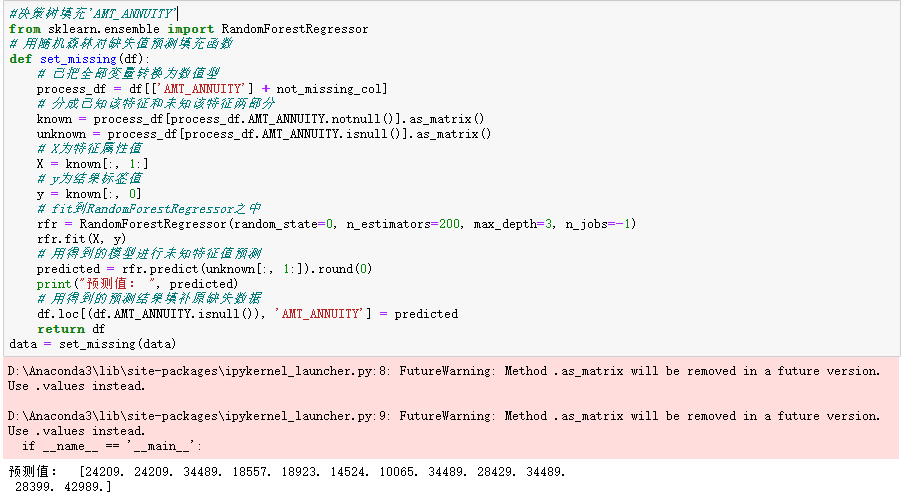 #决策树填充'AMT_ANNUITY'
from sklearn.ensemble import RandomForestRegressor
# 用随机森林对缺失值预测填充函数
def set_missing(df):
    # 已把全部变量转换为数值型
    process_df = df[['AMT_ANNUITY'] + not_missing_col]
    # 分成已知该特征和未知该特征两部分
    known = process_df[process_df.AMT_ANNUITY.notnull()].as_matrix()
    unknown = process_df[process_df.AMT_ANNUITY.isnull()].as_matrix()
    # X为特征属性值
    X = known[:, 1:]
    # y为结果标签值
    y = known[:, 0]
    # fit到RandomForestRegressor之中
    rfr = RandomForestRegressor(random_state=0, n_estimators=200, max_depth=3, n_jobs=-1)
    rfr.fit(X, y)
    # 用得到的模型进行未知特征值预测
    predicted = rfr.predict(unknown[:, 1:]).round(0)
    print("预测值： ", predicted)
    # 用得到的预测结果填补原缺失数据
    df.loc[(df.AMT_ANNUITY.isnull()), 'AMT_ANNUITY'] = predicted
    return df
data = set_missing(data)
D:\Anaconda3\lib\site-packages\ipykernel_launcher.py:8: FutureWarning: Method .as_matrix will be removed in a future version.
Use .values instead.
D:\Anaconda3\lib\site-packages\ipykernel_launcher.py:9: FutureWarning: Method .as_matrix will be removed in a future version.
Use .values instead.
  if __name__ == '__main__':
预测值：  [24209. 24209. 34489. 18557. 18923. 14524. 10065. 34489. 28429. 34489.
 28399. 42989.]